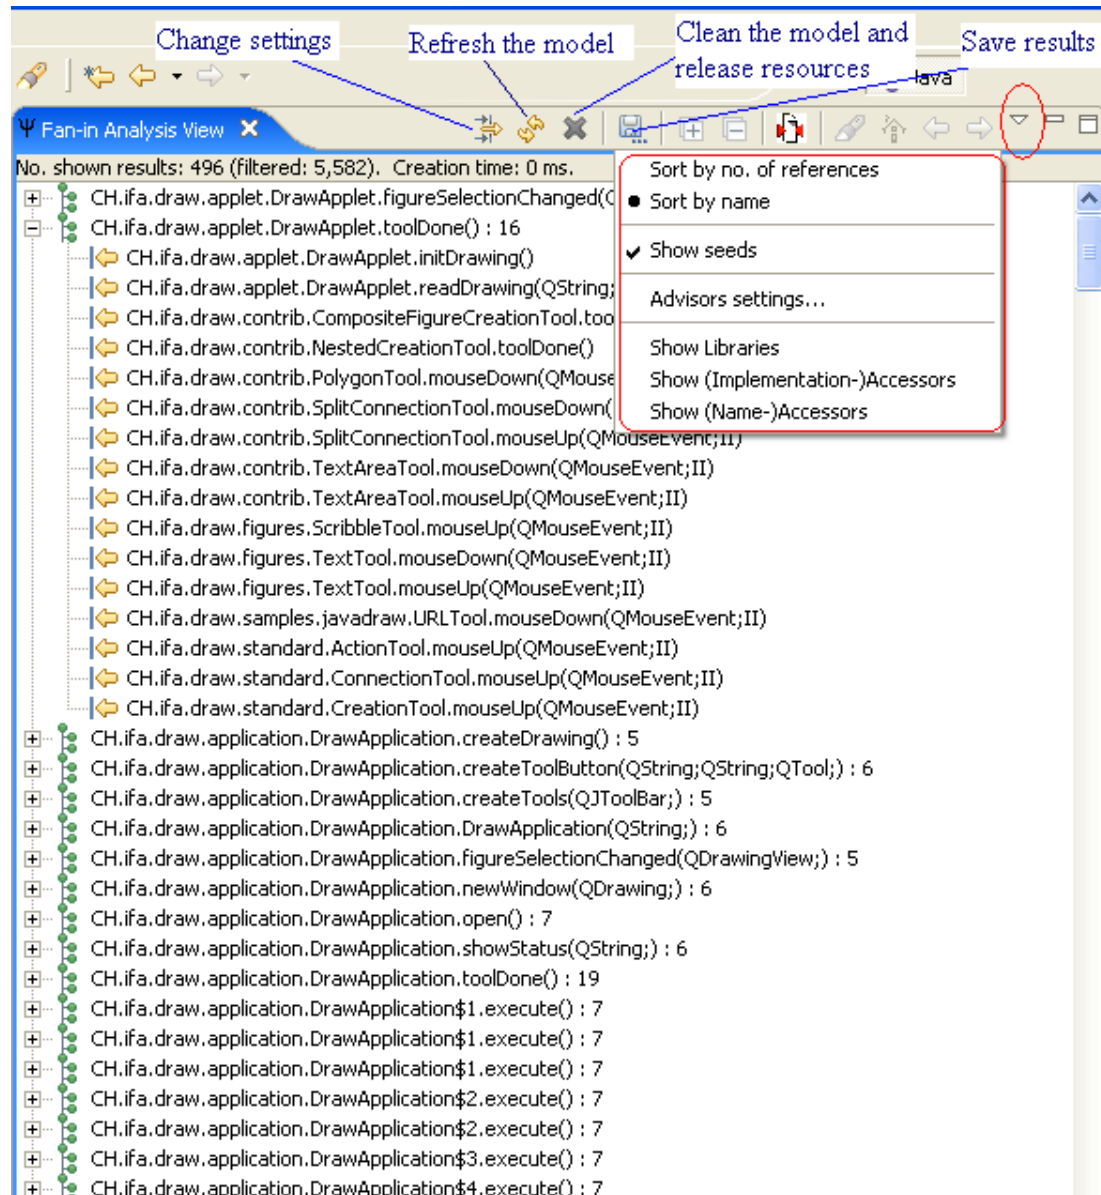 Change settings
Refresh the model
Clean the model and
release resources
Save results
Java
Fan-in Analysis View
No. shown results: 496 (filtered: 5,582). Creation time: 0 ms.
Sort by no. of references
Sort by name
Show seeds
Advisors settings...
Show Libraries
Show (Implementation-)Accessors
Show (Name-)Accessors
CH.ifa.draw.applet.DrawApplet.figureSelectionChanged(
CH.ifa.draw.applet.DrawApplet.toolDone() : 16
CH.ifa.draw.applet.DrawApplet.initDrawing()
CH.ifa.draw.applet.DrawApplet.readDrawing(QString;
CH.ifa.draw.contrib.CompositeFigureCreationTool.too
CH.ifa.draw.contrib.NestedCreationTool.toolDone()
CH.ifa.draw.contrib.PolygonTool.mouseDown(QMouse
CH.ifa.draw.contrib.SplitConnectionTool.mouseDown(
CH.ifa.draw.contrib.SplitConnectionTool.mouseUp(QMouseEvent;II)
CH.ifa.draw.contrib.TextAreaTool.mouseDown(QMouseEvent;II)
CH.ifa.draw.contrib.TextAreaTool.mouseUp(QMouseEvent;II)
CH.ifa.draw.figures.ScribbleTool.mouseUp(QMouseEvent;II)
CH.ifa.draw.figures.TextTool.mouseDown(QMouseEvent;II)
CH.ifa.draw.figures.TextTool.mouseUp(QMouseEvent;II)
CH.ifa.draw.samples.javadraw.URLTool.mouseDown(QMouseEvent;II)
CH.ifa.draw.standard.ActionTool.mouseUp(QMouseEvent;II)
CH.ifa.draw.standard.ConnectionTool.mouseUp(QMouseEvent;II)
CH.ifa.draw.standard.CreationTool.mouseUp(QMouseEvent;II)
CH.ifa.draw.application.DrawApplication.createDrawing() : 5
CH.ifa.draw.application.DrawApplication.createToolButton(QString;QString;QTool;) : 6
CH.ifa.draw.application.DrawApplication.createTools(QJToolBar;) : 5
CH.ifa.draw.application.DrawApplication.DrawApplication(QString;) : 6
CH.ifa.draw.application.DrawApplication.figureSelectionChanged(QDrawingView;) : 5
CH.ifa.draw.application.DrawApplication.newWindow(QDrawing;) : 6
CH.ifa.draw.application.DrawApplication.open() : 7
CH.ifa.draw.application.DrawApplication.showStatus(QString;) : 6
CH.ifa.draw.application.DrawApplication.toolDone() : 19
CH.ifa.draw.application.DrawApplication$1.execute() : 7
CH.ifa.draw.application.DrawApplication$1.execute() : 7
CH.ifa.draw.application.DrawApplication$1.execute() : 7
CH.ifa.draw.application.DrawApplication$2.execute() : 7
CH.ifa.draw.application.DrawApplication$2.execute() : 7
CH.ifa.draw.application.DrawApplication$3.execute() : 7
CH.ifa.draw.application.DrawApplication$4.execute() : 7